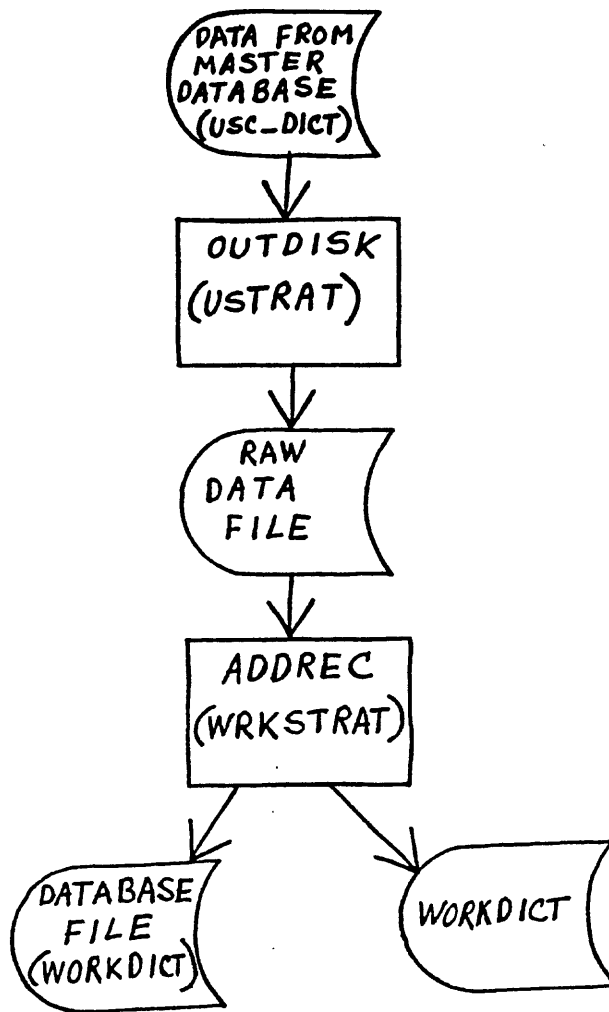 DATA FROM
MASTER
DATABASE
(USC_DICT)
OUTDISK
(USTRAT)
RAW
DATA
FILE
ADDREC
(WRKSTRAT)
DATABASE
FILE
(WORKDICT)
WORKDICT